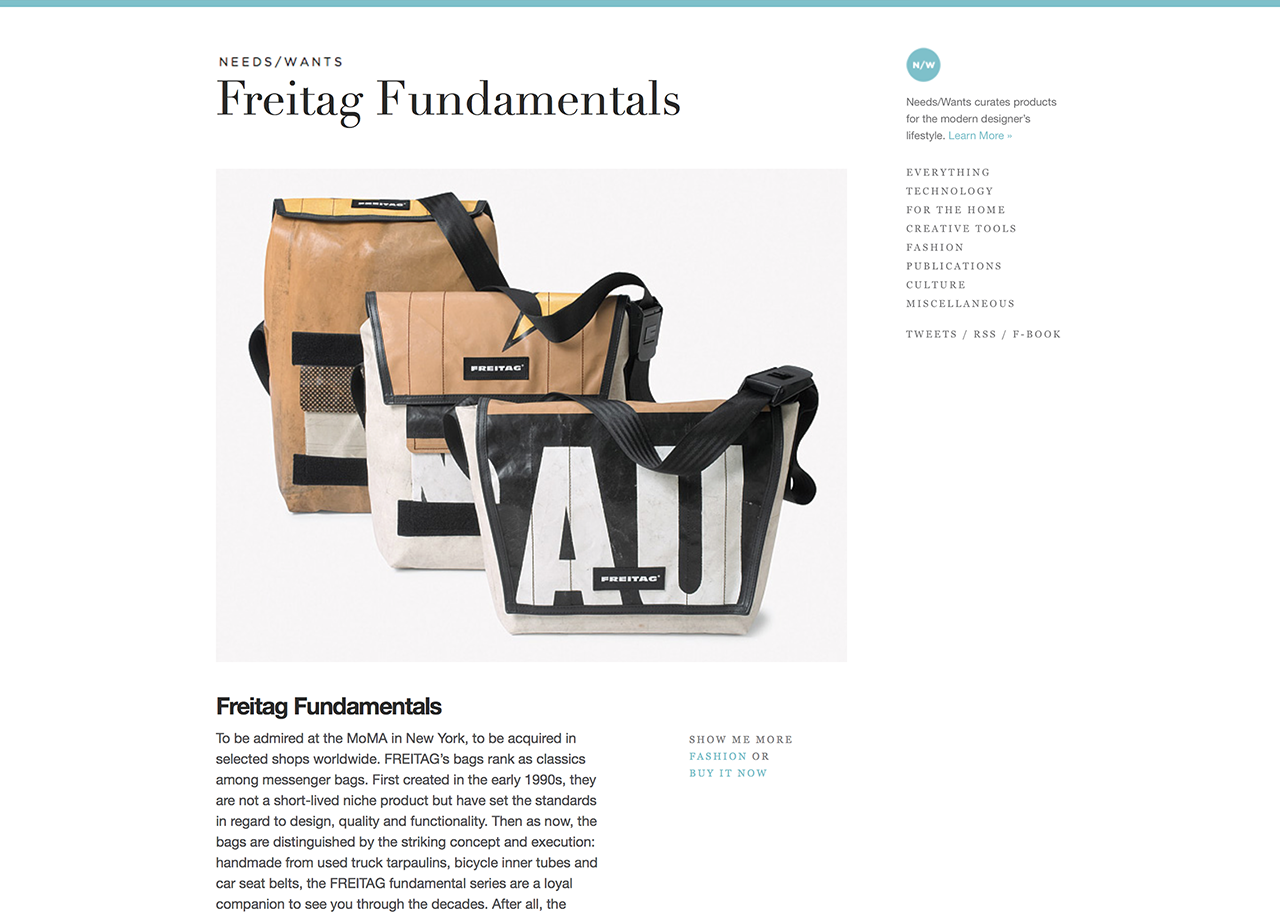 NEEDS/WANTS
Freitag Fundamentals
N/W
Needs/Wants curates products
for the modern designer's
lifestyle. Learn More »
EVERYTHING
TECHNOLOGY
FOR THE HOME
CREATIVE TOOLS
FASHION
PUBLICATIONS
CULTURE
MISCELLANEOUS
TWEETS / RSS / F-BOOK
FREITAG
FREITAG
AU
FREITAG
Freitag Fundamentals
To be admired at the MoMA in New York, to be acquired in
selected shops worldwide. FREITAG's bags rank as classics
among messenger bags. First created in the early 1990s, they
are not a short-lived niche product but have set the standards
in regard to design, quality and functionality. Then as now, the
bags are distinguished by the striking concept and execution:
handmade from used truck tarpaulins, bicycle inner tubes and
car seat belts, the FREITAG fundamental series are a loyal
companion to see you through the decades. After all, the
SHOW ME MORE
FASHION OR
BUY IT NOW